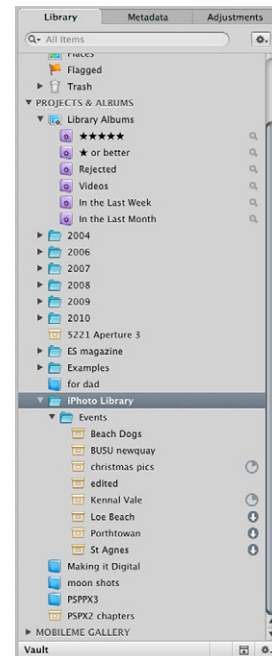 Library Metadata Adjustments
All Items
Places
Flagged
Trash
PROJECTS & ALBUMS
Library Albums
★★★★★
★ or better
Rejected
Videos
In the Last Week
In the Last Month
2004
2006
2007
2008
2009
2010
5221 Aperture 3
ES magazine
Examples
for dad
iPhoto Library
Events
Beach Dogs
BUSU newquay
christmas pics
edited
Kennal Vale
Loe Beach
Porthtowan
St Agnes
Making it Digital
moon shots
PSPPX3
PSPX2 chapters
MOBILEME GALLERY
Vault